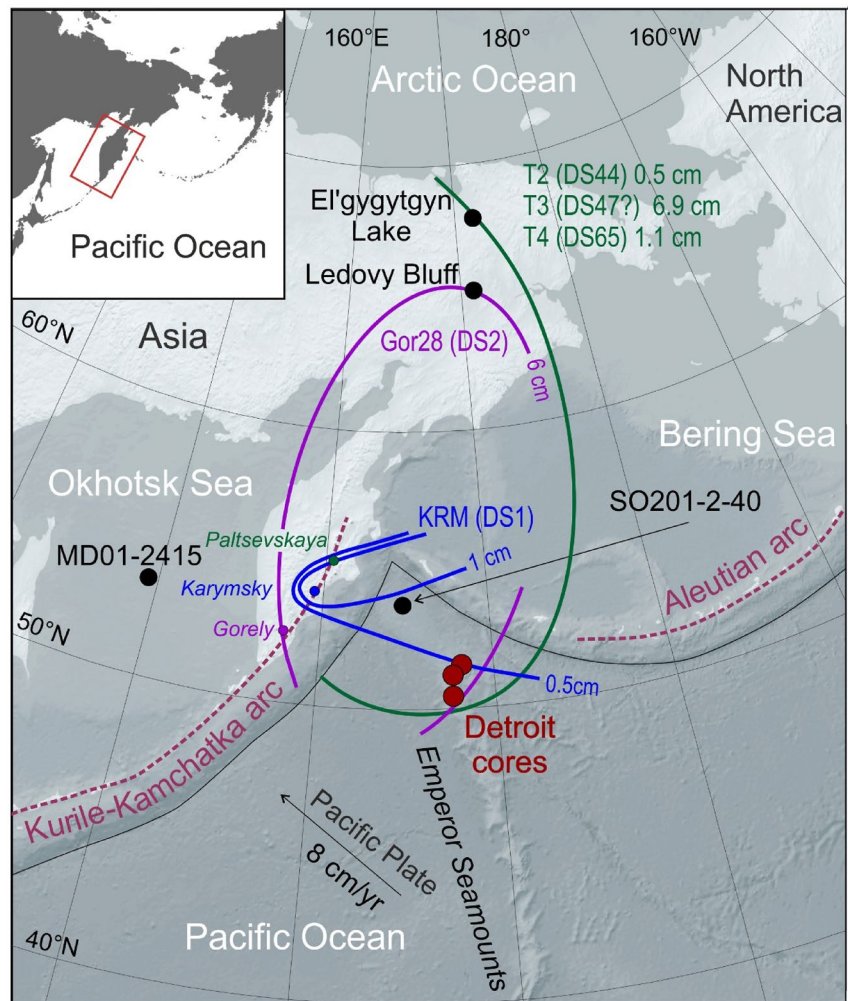 160°E
180°
160°W
Arctic Ocean
North
America
Pacific Ocean
T2 (DS44) 0.5 cm
T3 (DS47?) 6.9 cm
T4 (DS65) 1.1 cm
El'gygytgyn
Lake
Ledovy Bluff
60°N
Asia
Gor28 (DS2)
6 cm
Bering Sea
Okhotsk Sea
SO201-2-40
KRM (DS1)
Paltsevskaya
MD01-2415
1 cm
Karymsky
Aleutian arc
Gorely
50°N
0.5cm
Detroit
cores
Kurile-Kamchatka arc
Emperor Seamounts
Pacific Plate
8 cm/yr
Pacific Ocean
40°N